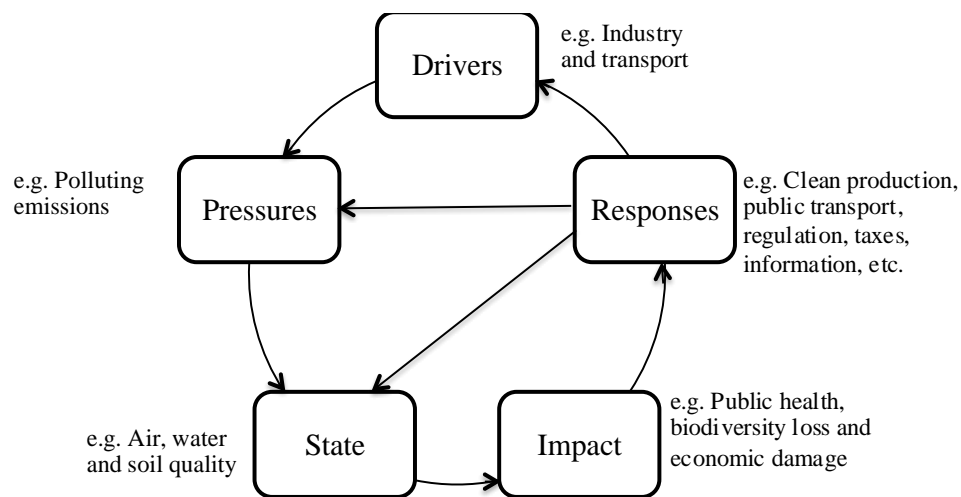 Drivers
e.g. Industry
and transport
e.g. Polluting
emissions
Pressures
Responses
e.g. Clean production,
public transport,
regulation, taxes,
information, etc.
e.g. Air, water
and soil quality
State
Impact
e.g. Public health,
biodiversity loss and
economic damage